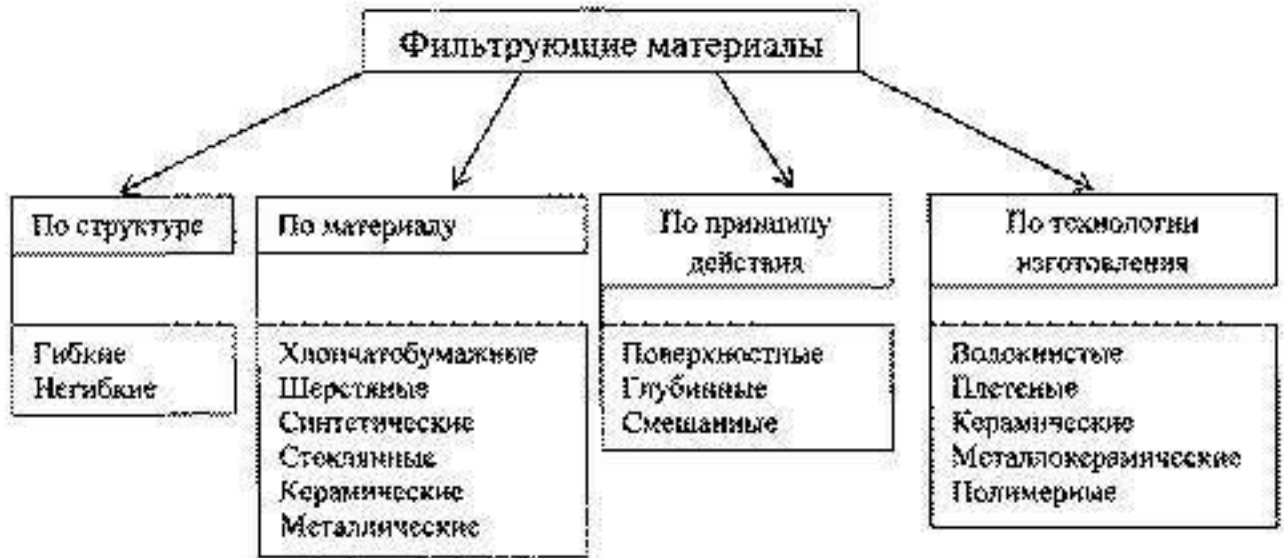 Фильтрующие материалы
По структуре
Гибкие
Негибкие
По материалу
Хлопчатобумажные
Шерстяные
Синтетические
Стеклянные
Керамические
Металлические
По принципу
действия
Поверхностные
Глубинные
Смешанные
По технологии
изготовления
Волокнистые
Плетеные
Керамические
Металлокерамические
Полимерные